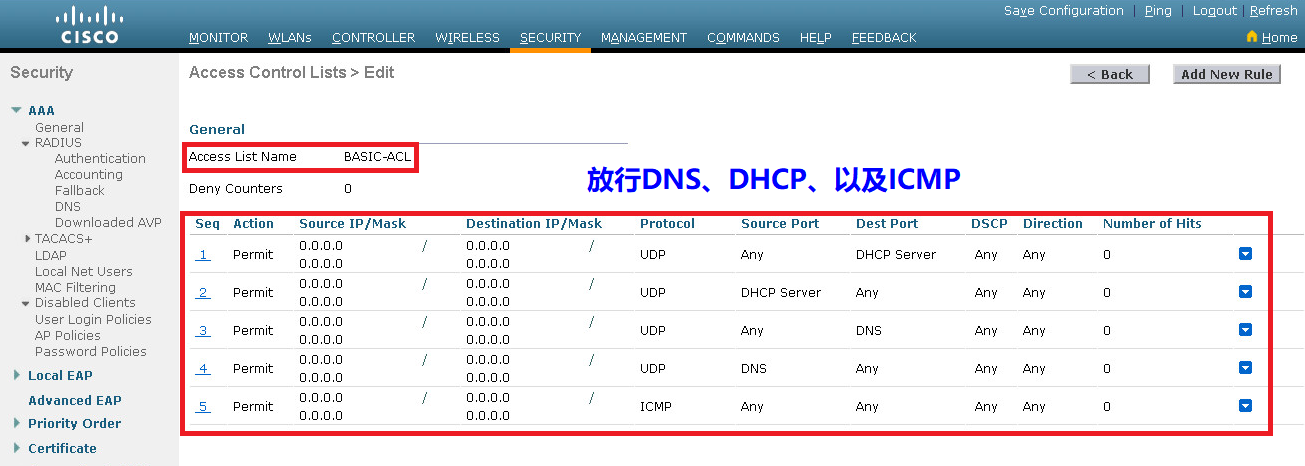 CISCO
Save Configuration | Ping | Logout | Refresh
MONITOR WLANs CONTROLLER WIRELESS SECURITY MANAGEMENT COMMANDS HELP FEEDBACK Home
Security
AAA
General
RADIUS
Authentication
Accounting
Fallback
DNS
Downloaded AVP
TACACS+
LDAP
Local Net Users
MAC Filtering
Disabled Clients
User Login Policies
AP Policies
Password Policies
Local EAP
Advanced EAP
Priority Order
Certificate
Access Control Lists > Edit
< Back Add New Rule
General
Access List Name BASIC-ACL
Deny Counters 0
放行DNS、DHCP、以及ICMP
Seq Action Source IP/Mask Destination IP/Mask Protocol Source Port Dest Port DSCP Direction Number of Hits
1 Permit 0.0.0.0 / 0.0.0.0 0.0.0.0 / 0.0.0.0 UDP Any DHCP Server Any Any 0
2 Permit 0.0.0.0 / 0.0.0.0 0.0.0.0 / 0.0.0.0 UDP DHCP Server Any Any Any 0
3 Permit 0.0.0.0 / 0.0.0.0 0.0.0.0 / 0.0.0.0 UDP Any DNS Any Any 0
4 Permit 0.0.0.0 / 0.0.0.0 0.0.0.0 / 0.0.0.0 UDP DNS Any Any Any 0
5 Permit 0.0.0.0 / 0.0.0.0 0.0.0.0 / 0.0.0.0 ICMP Any Any Any Any 0